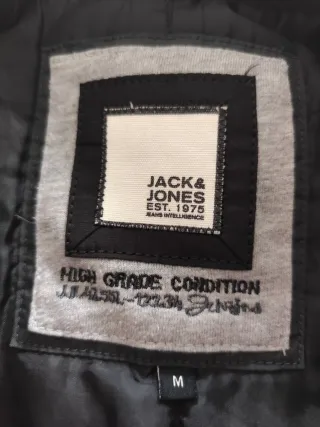 JACK&
JONES
EST. 1975
JEANS INTELLIGENCE
HIGH GRADE CONDITION
M